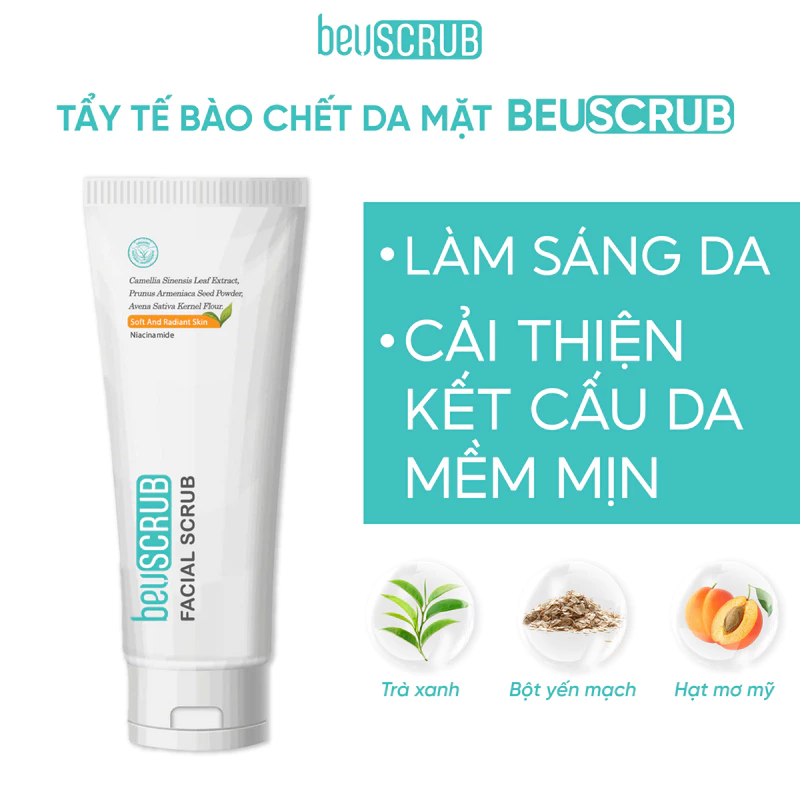 beuSCRUB
TẨY TẾ BÀO CHẾT DA MẶT BEUSCRUB
Camellia Sinensis Leaf Extract,
Prunus Armeniaca Seed Powder,
Avena Sativa Kernel Flour.
Soft And Radiant Skin
Niacinamide
beuSCRUB
FACIAL SCRUB
• LÀM SÁNG DA
• CẢI THIỆN
KẾT CẤU DA
MỀM MỊN
Trà xanh
Bột yến mạch
Hạt mơ mỹ